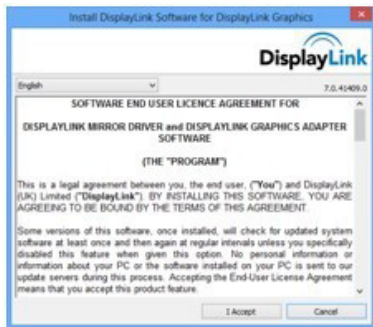 Install DisplayLink Software for DisplayLink Graphics
DisplayLink
English
7.0.41409.0
SOFTWARE END USER LICENCE AGREEMENT FOR
DISPLAYLINK MIRROR DRIVER and DISPLAYLINK GRAPHICS ADAPTER
SOFTWARE
(THE "PROGRAM")
This is a legal agreement between you, the end user, ("You") and DisplayLink
(UK) Limited ("DisplayLink"). BY INSTALLING THIS SOFTWARE, YOU ARE
AGREEING TO BE BOUND BY THE TERMS OF THIS AGREEMENT.
Some versions of this software, once installed, will check for updated system
software at least once and then again at regular intervals unless you specifically
disabled this feature when given this option. No personal information or
information about your PC or the software installed on your PC is sent to our
update servers during this process. Accepting the End-User License Agreement
means that you accept this product feature.
I Accept
Cancel